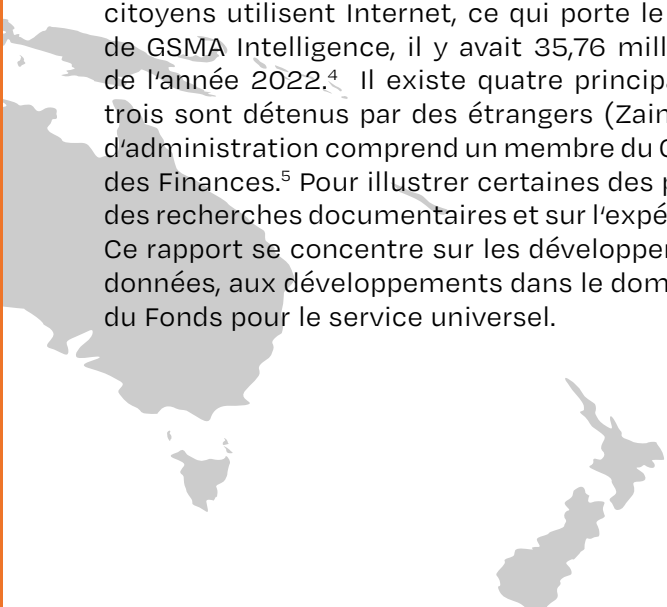 citoyens utilisent Internet, ce qui porte le
de GSMA Intelligence, il y avait 35,76 mill
de l'année 2022.⁴ Il existe quatre princip
trois sont détenus par des étrangers (Zain
d'administration comprend un membre du
des Finances.⁵ Pour illustrer certaines des
des recherches documentaires et sur l'expé
Ce rapport se concentre sur les développe
données, aux développements dans le dom
du Fonds pour le service universel.